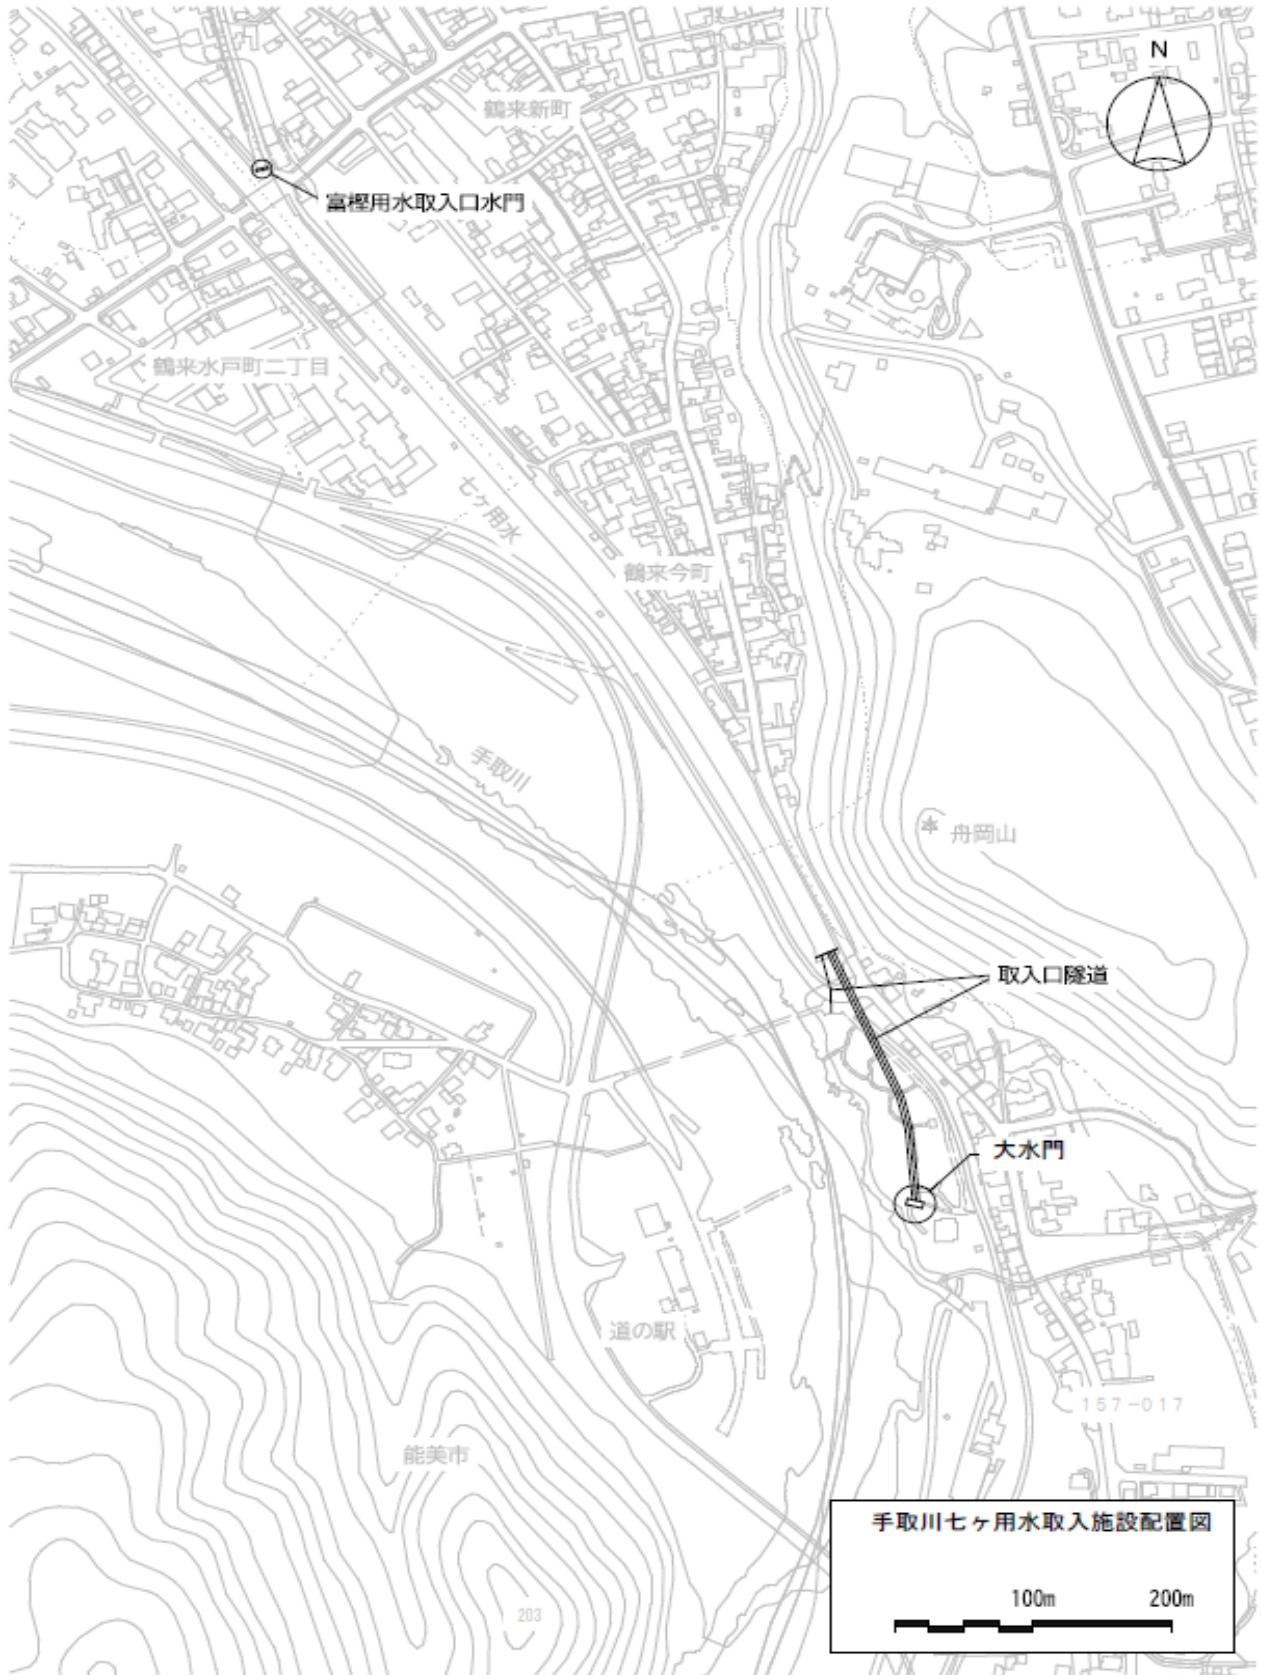 N
鶴来新町
富樫用水取入口水門
鶴来水戸町二丁目
七ヶ用水
鶴来今町
手取川
舟岡山
取入口隧道
大水門
道の駅
157-017
能美市
203
手取川七ヶ用水取入施設配置図
100m 200m